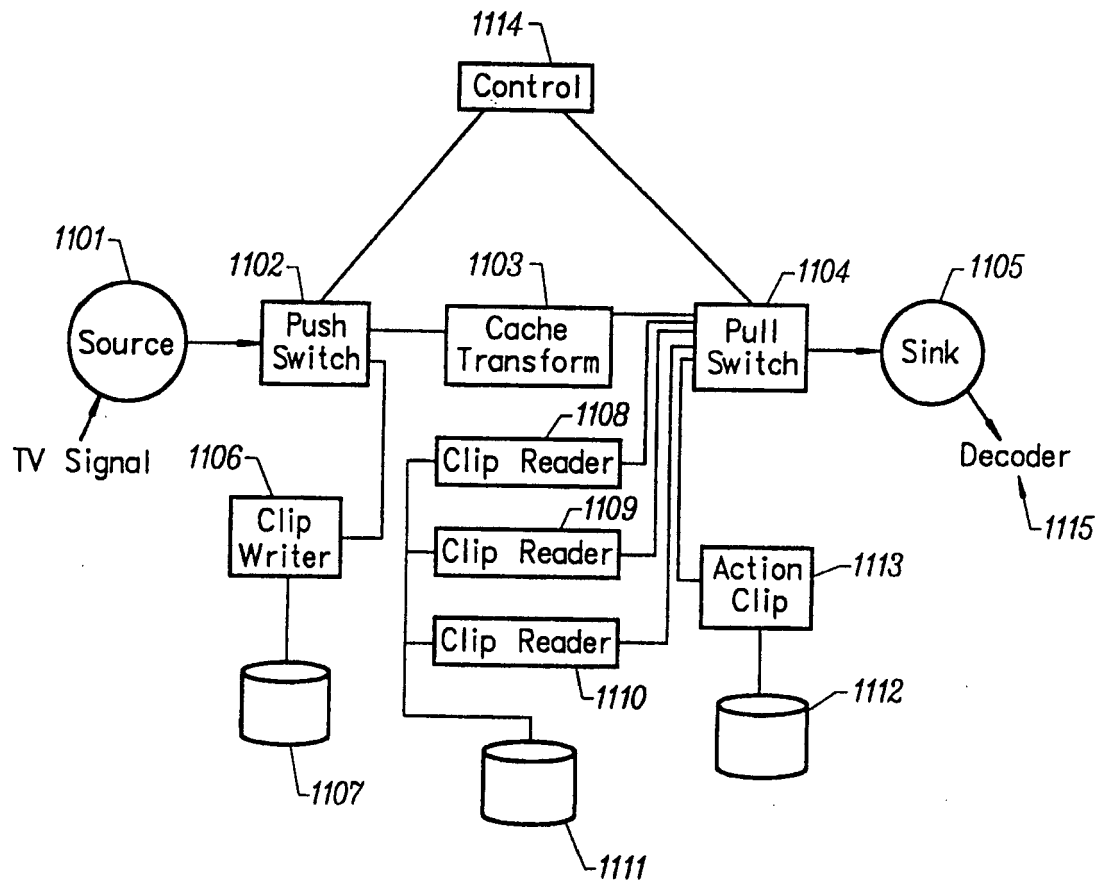 1114
Control
1101
1102
1103
1104
1105
Source
Push
Switch
Cache
Transform
Pull
Switch
Sink
TV Signal
1106
1108
Clip Reader
Decoder
1115
Clip
Writer
1109
Clip Reader
Action
Clip
1113
Clip Reader
1110
1107
1112
1111